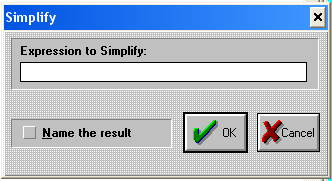 Simplify
Expression to Simplify:
Name the result
OK
Cancel